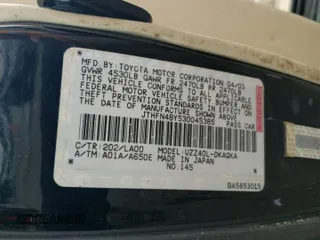 MFD. BY: TOYOTA MOTOR CORPORATION 04/03
GVWR 4530LB GAWR FR 2470LB RR 2470LB
THIS VEHICLE CONFORMS TO ALL APPLICABLE
FEDERAL MOTOR VEHICLE SAFETY, BUMPER, AND
THEFT PREVENTION STANDARDS IN EFFECT ON
THE DATE OF MANUFACTURE SHOWN ABOVE.
JTHFN48Y530045386 PASS. CAR
C/TR: 202/LA00 MODEL: UZZ40L-DKAQKA
A/TM: A01A/A650E MADE IN JAPAN
NO.145
BA5653015